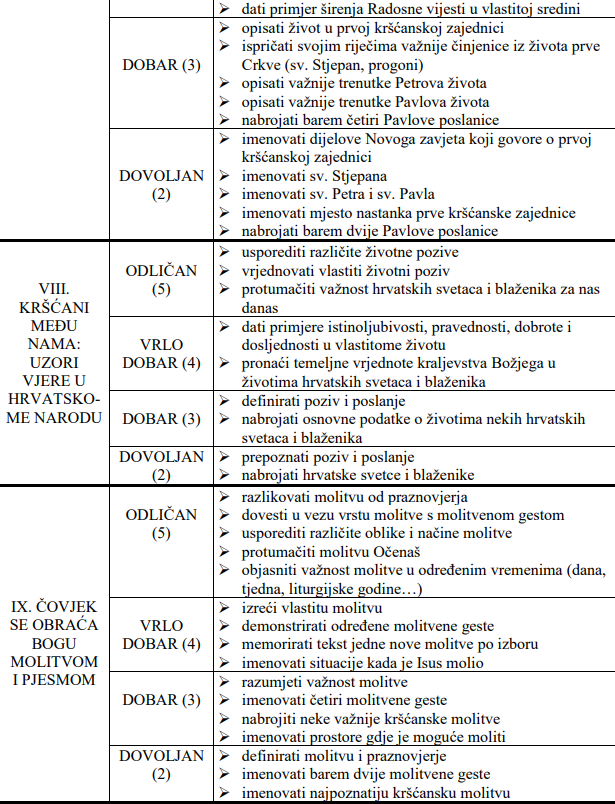 ➢ dati primjer širenja Radosne vijesti u vlastitoj sredini
DOBAR (3)
➢ opisati život u prvoj kršćanskoj zajednici
➢ ispričati svojim riječima važnije činjenice iz života prve
Crkve (sv. Stjepan, progoni)
➢ opisati važnije trenutke Petrova života
➢ opisati važnije trenutke Pavlova života
➢ nabrojati barem četiri Pavlove poslanice
DOVOLJAN
(2)
➢ imenovati dijelove Novoga zavjeta koji govore o prvoj
kršćanskoj zajednici
➢ imenovati sv. Stjepana
➢ imenovati sv. Petra i sv. Pavla
➢ imenovati mjesto nastanka prve kršćanske zajednice
➢ nabrojati barem dvije Pavlove poslanice
VIII.
KRŠĆANI
MEĐU
NAMA:
UZORI
VJERE U
HRVATSKO-
ME NARODU
ODLIČAN
(5)
➢ usporediti različite životne pozive
➢ vrjednovati vlastiti životni poziv
➢ protumačiti važnost hrvatskih svetaca i blaženika za nas
danas
VRLO
DOBAR (4)
➢ dati primjere istinoljubivosti, pravednosti, dobrote i
dosljednosti u vlastitome životu
➢ pronaći temeljne vrjednote kraljevstva Božjega u
životima hrvatskih svetaca i blaženika
DOBAR (3)
➢ definirati poziv i poslanje
➢ nabrojati osnovne podatke o životima nekih hrvatskih
svetaca i blaženika
DOVOLJAN
(2)
➢ prepoznati poziv i poslanje
➢ nabrojati hrvatske svetce i blaženike
IX. ČOVJEK
SE OBRAĆA
BOGU
MOLITVOM
I PJESMOM
ODLIČAN
(5)
➢ razlikovati molitvu od praznovjerja
➢ dovesti u vezu vrstu molitve s molitvenom gestom
➢ usporediti različite oblike i načine molitve
➢ protumačiti molitvu Očenaš
➢ objasniti važnost molitve u određenim vremenima (dana,
tjedna, liturgijske godine…)
VRLO
DOBAR (4)
➢ izreći vlastitu molitvu
➢ demonstrirati određene molitvene geste
➢ memorirati tekst jedne nove molitve po izboru
➢ imenovati situacije kada je Isus molio
DOBAR (3)
➢ razumjeti važnost molitve
➢ imenovati četiri molitvene geste
➢ nabrojiti neke važnije kršćanske molitve
➢ imenovati prostore gdje je moguće moliti
DOVOLJAN
(2)
➢ definirati molitvu i praznovjerje
➢ imenovati barem dvije molitvene geste
➢ imenovati najpoznatiju kršćansku molitvu